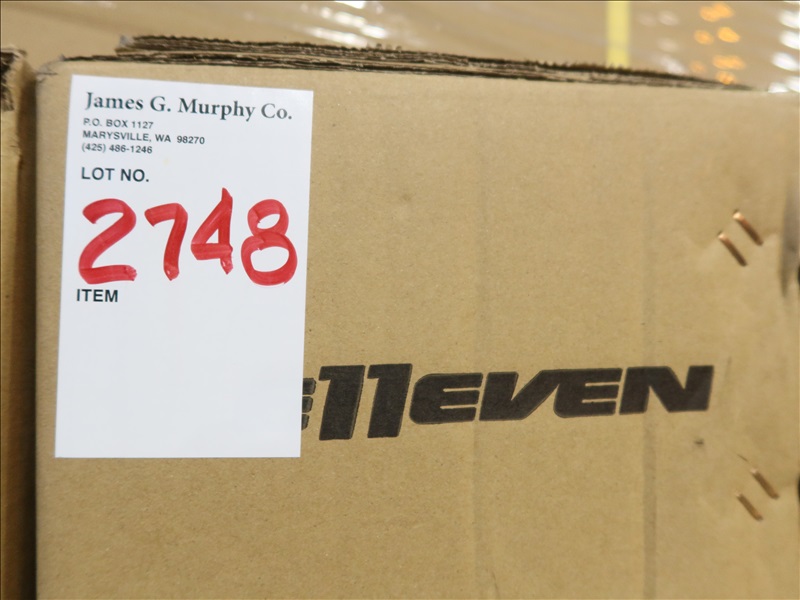 James G. Murphy Co.
P.O. BOX 1127
MARYSVILLE, WA 98270
(425) 486-1246
LOT NO.
2748
ITEM
11EVEN